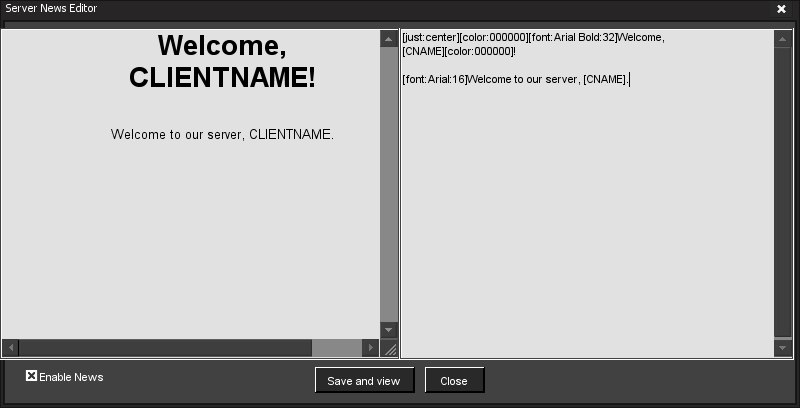 Server News Editor
Welcome,
CLIENTNAME!
Welcome to our server, CLIENTNAME.
[just:center][color:000000][font:Arial Bold:32]Welcome,
[CNAME][color:000000]!
[font:Arial:16]Welcome to our server, [CNAME].
Enable News
Save and view
Close